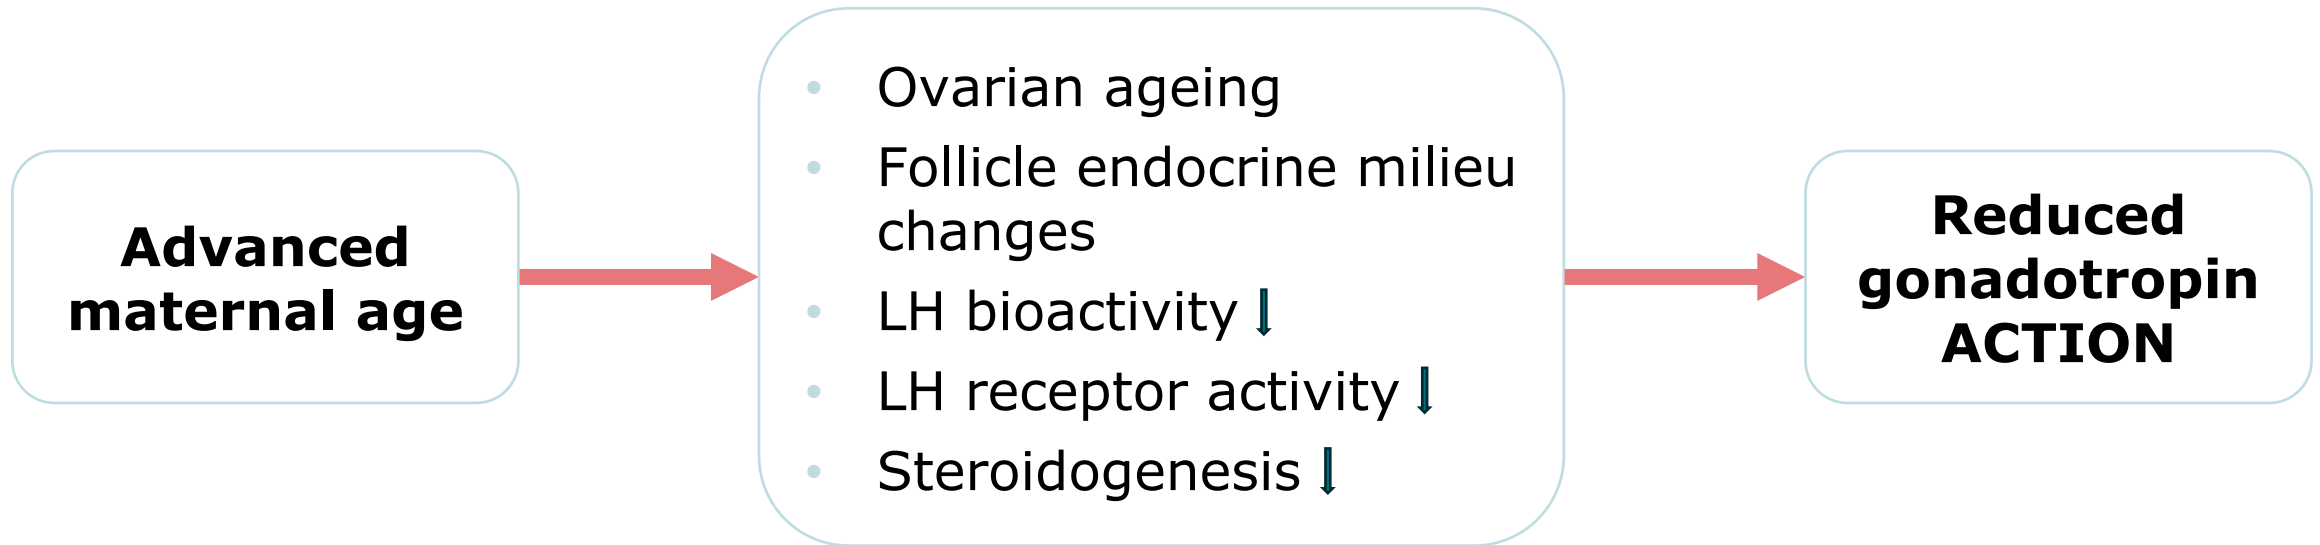 Advanced
maternal age
• Ovarian ageing
• Follicle endocrine milieu
changes
• LH bioactivity
• LH receptor activity
• Steroidogenesis
Reduced
gonadotropin
ACTION